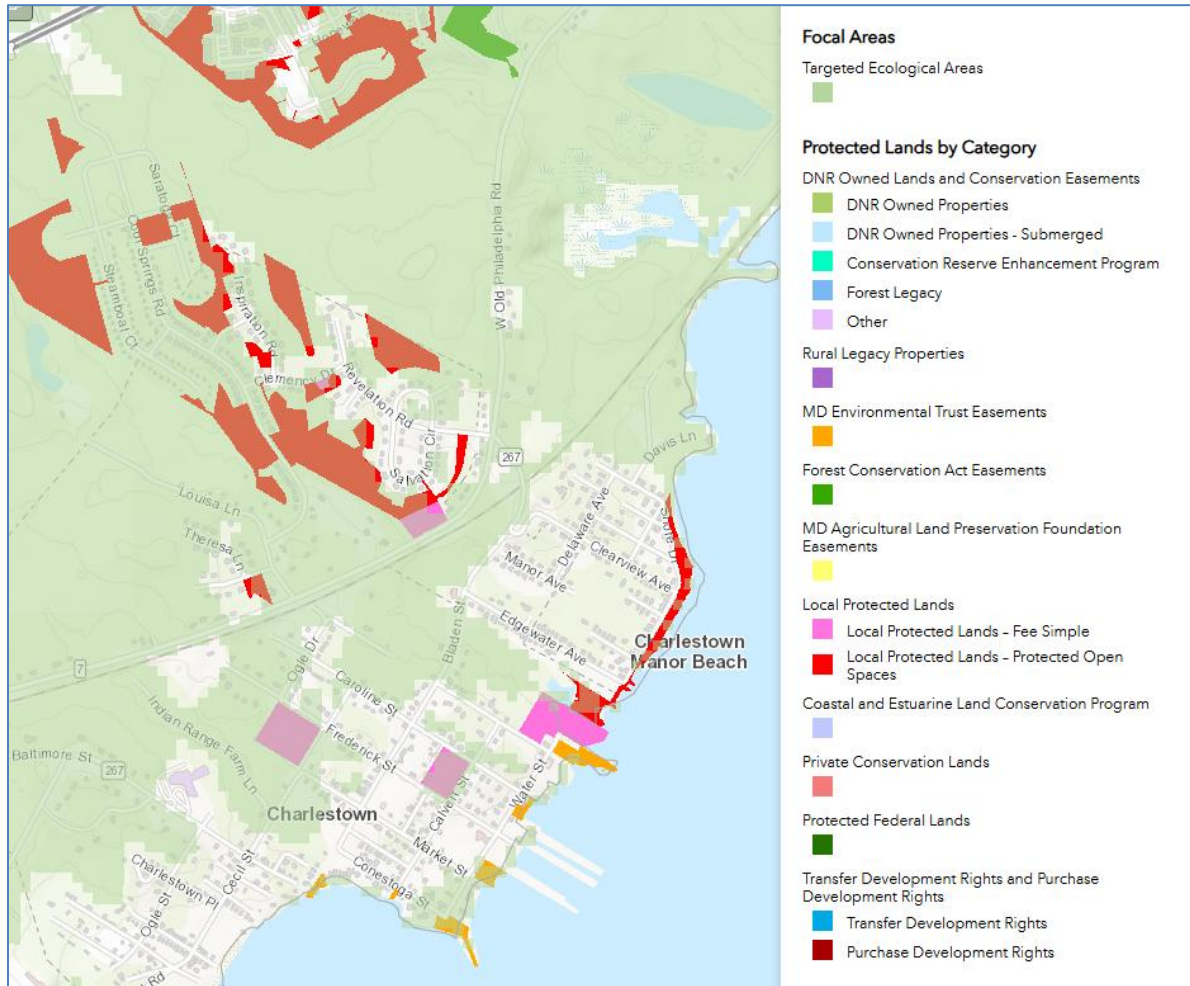 Saratoga Ct
Cool Springs Rd
Steamboat Ct
Inspiration Rd
Clemency Dr
Revelation Rd
Salvation Cir
W Old Philadelphia Rd
267
Davis Ln
Louisa Ln
Theresa Ln
Shore Dr
Delaware Ave
Clearview Ave
Manor Ave
Edgewater Ave
Bladen St
Charlestown
Manor Beach
7
Ogle Dr
Caroline St
Indian Range Farm Ln
Frederick St
Baltimore St
267
Water St
Calvert St
Charlestown
Market St
Conestoga St
Charlestown Pl
Cecil St
Ogle St
Rd
Focal Areas
Targeted Ecological Areas
Protected Lands by Category
DNR Owned Lands and Conservation Easements
DNR Owned Properties
DNR Owned Properties - Submerged
Conservation Reserve Enhancement Program
Forest Legacy
Other
Rural Legacy Properties
MD Environmental Trust Easements
Forest Conservation Act Easements
MD Agricultural Land Preservation Foundation
Easements
Local Protected Lands
Local Protected Lands – Fee Simple
Local Protected Lands – Protected Open
Spaces
Coastal and Estuarine Land Conservation Program
Private Conservation Lands
Protected Federal Lands
Transfer Development Rights and Purchase
Development Rights
Transfer Development Rights
Purchase Development Rights